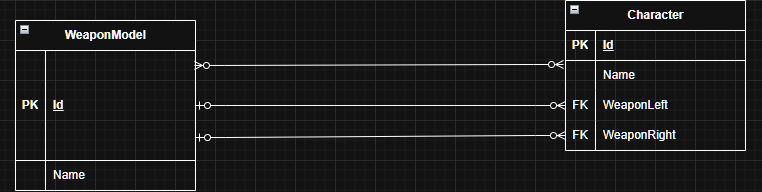 WeaponModel
PK Id
Name
Character
PK Id
Name
FK WeaponLeft
FK WeaponRight